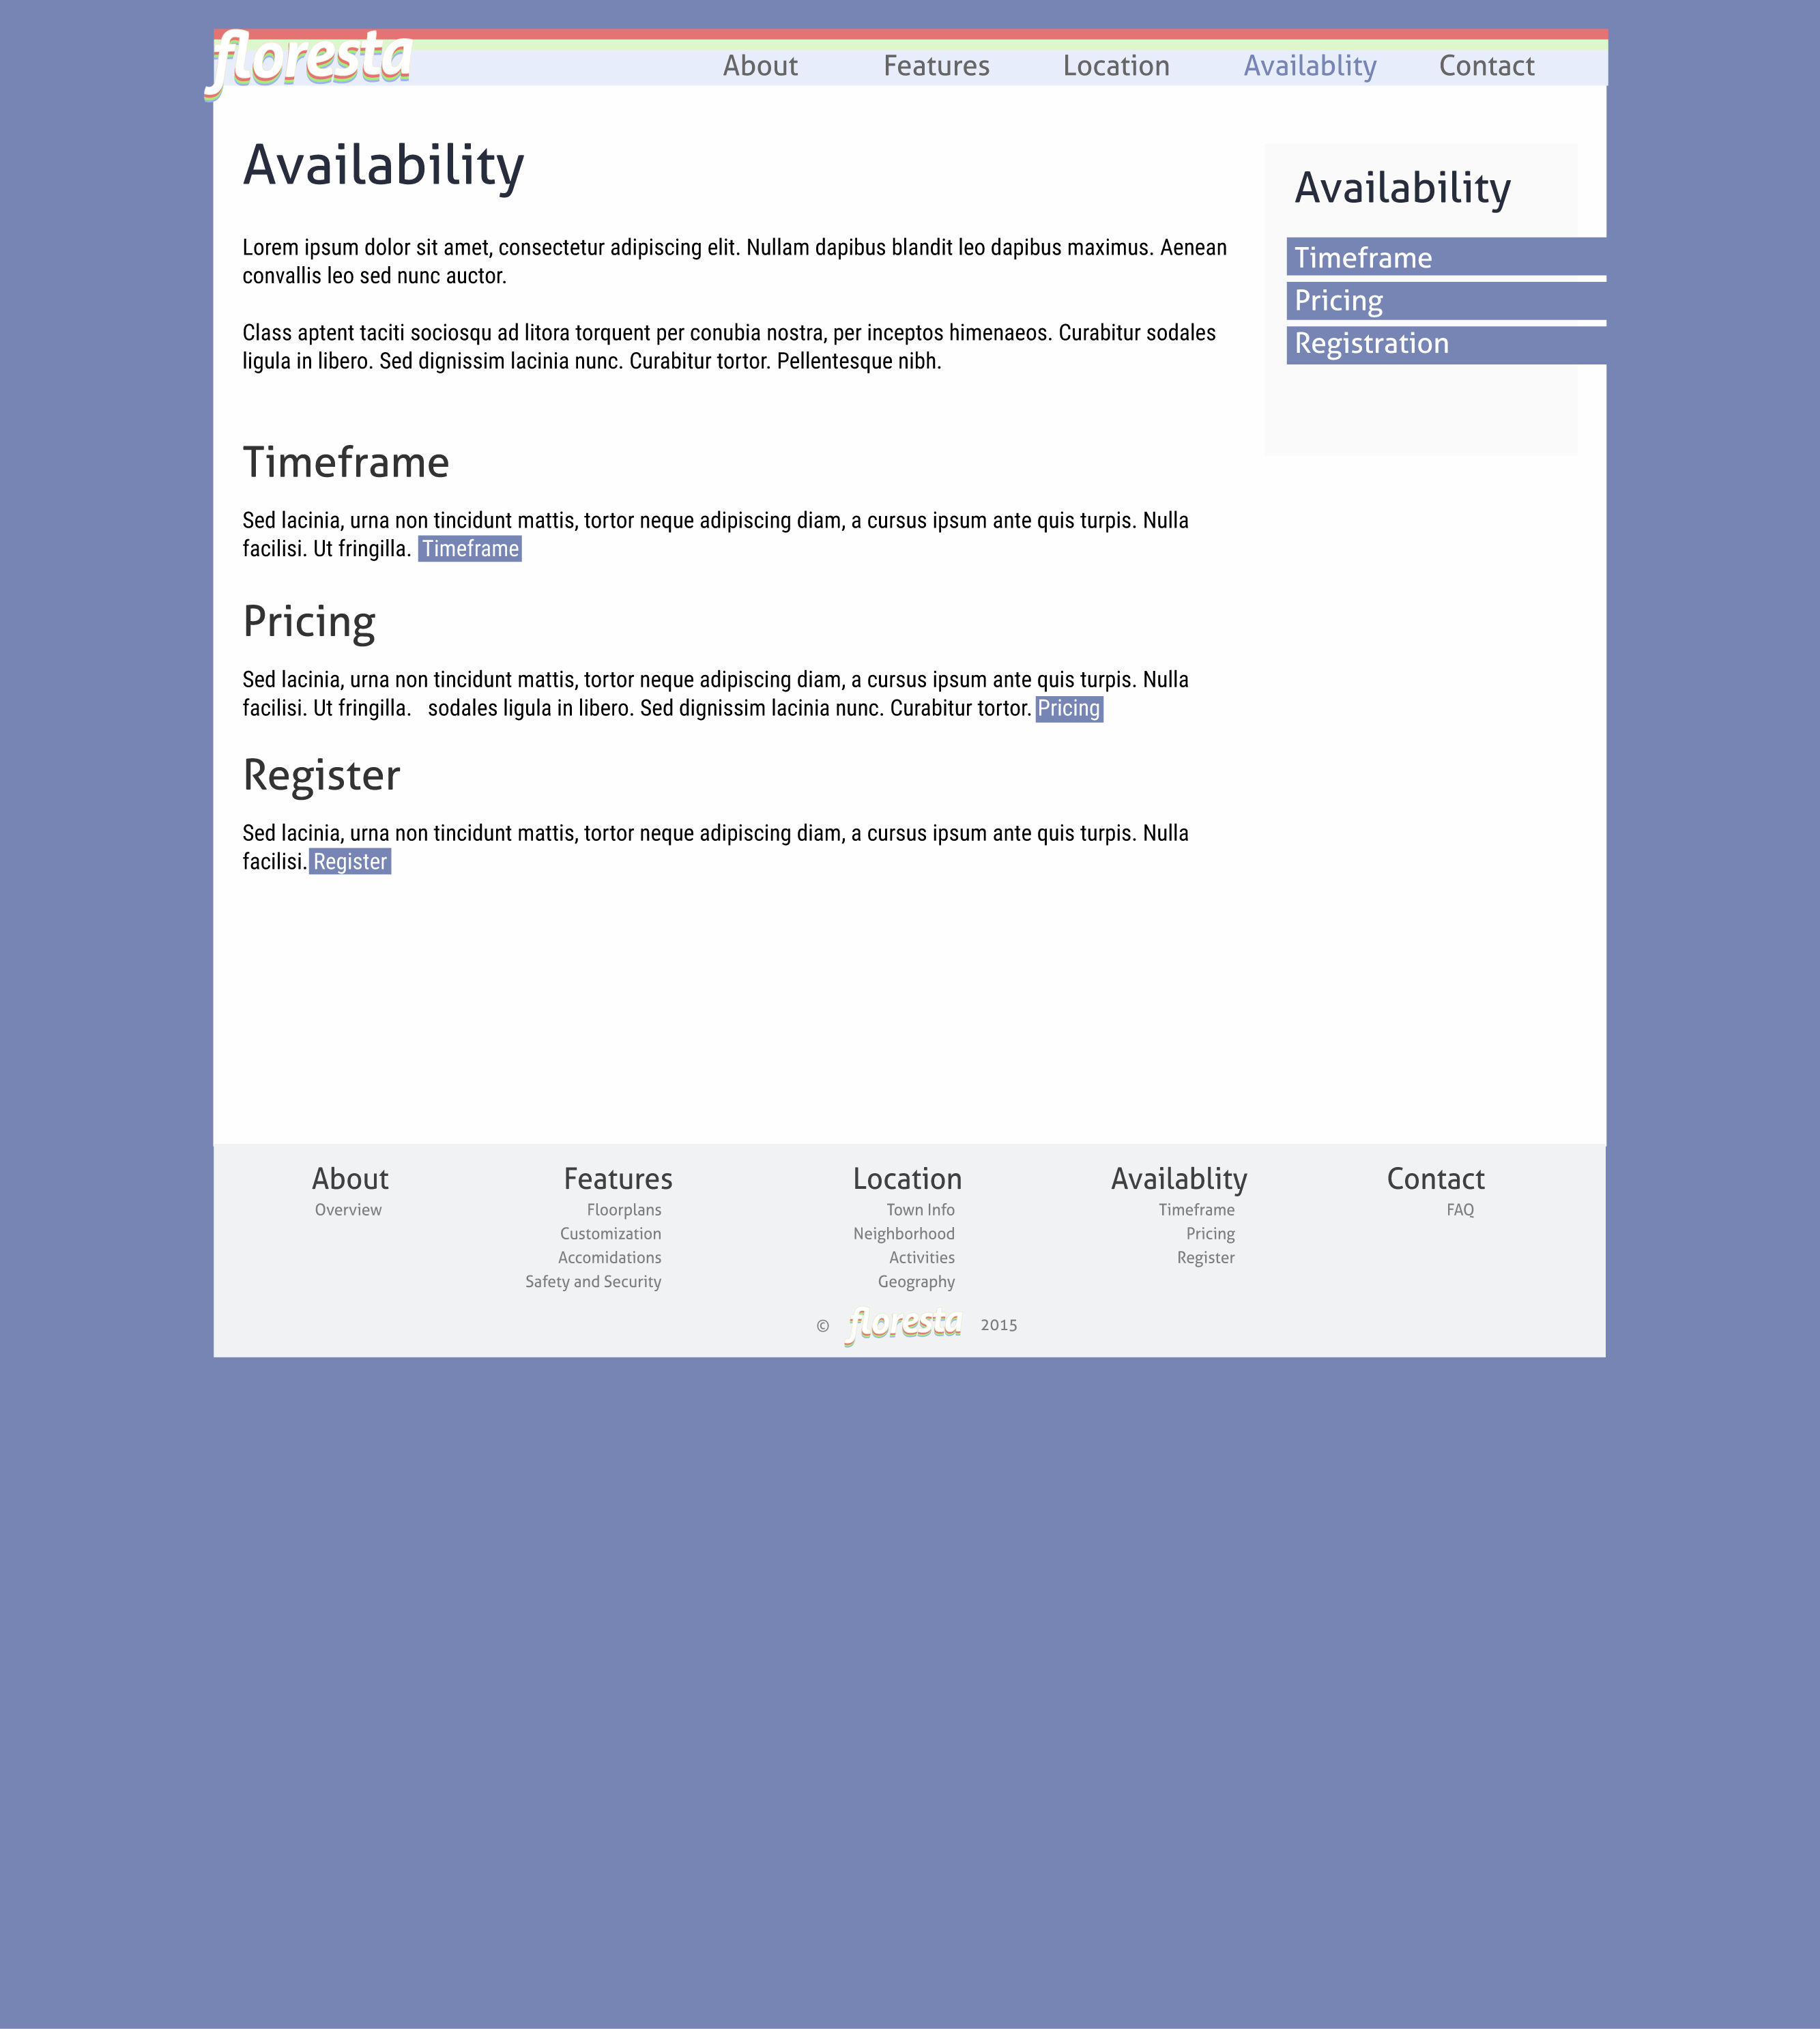 floresta
About Features Location Availablity Contact
Availability
Lorem ipsum dolor sit amet, consectetur adipiscing elit. Nullam dapibus blandit leo dapibus maximus. Aenean
convallis leo sed nunc auctor.
Class aptent taciti sociosqu ad litora torquent per conubia nostra, per inceptos himenaeos. Curabitur sodales
ligula in libero. Sed dignissim lacinia nunc. Curabitur tortor. Pellentesque nibh.
Timeframe
Sed lacinia, urna non tincidunt mattis, tortor neque adipiscing diam, a cursus ipsum ante quis turpis. Nulla
facilisi. Ut fringilla. Timeframe
Pricing
Sed lacinia, urna non tincidunt mattis, tortor neque adipiscing diam, a cursus ipsum ante quis turpis. Nulla
facilisi. Ut fringilla. sodales ligula in libero. Sed dignissim lacinia nunc. Curabitur tortor. Pricing
Register
Sed lacinia, urna non tincidunt mattis, tortor neque adipiscing diam, a cursus ipsum ante quis turpis. Nulla
facilisi. Register
Availability
Timeframe
Pricing
Registration
About
Overview
Features
Floorplans
Customization
Accomidations
Safety and Security
Location
Town Info
Neighborhood
Activities
Geography
Availablity
Timeframe
Pricing
Register
Contact
FAQ
© floresta 2015